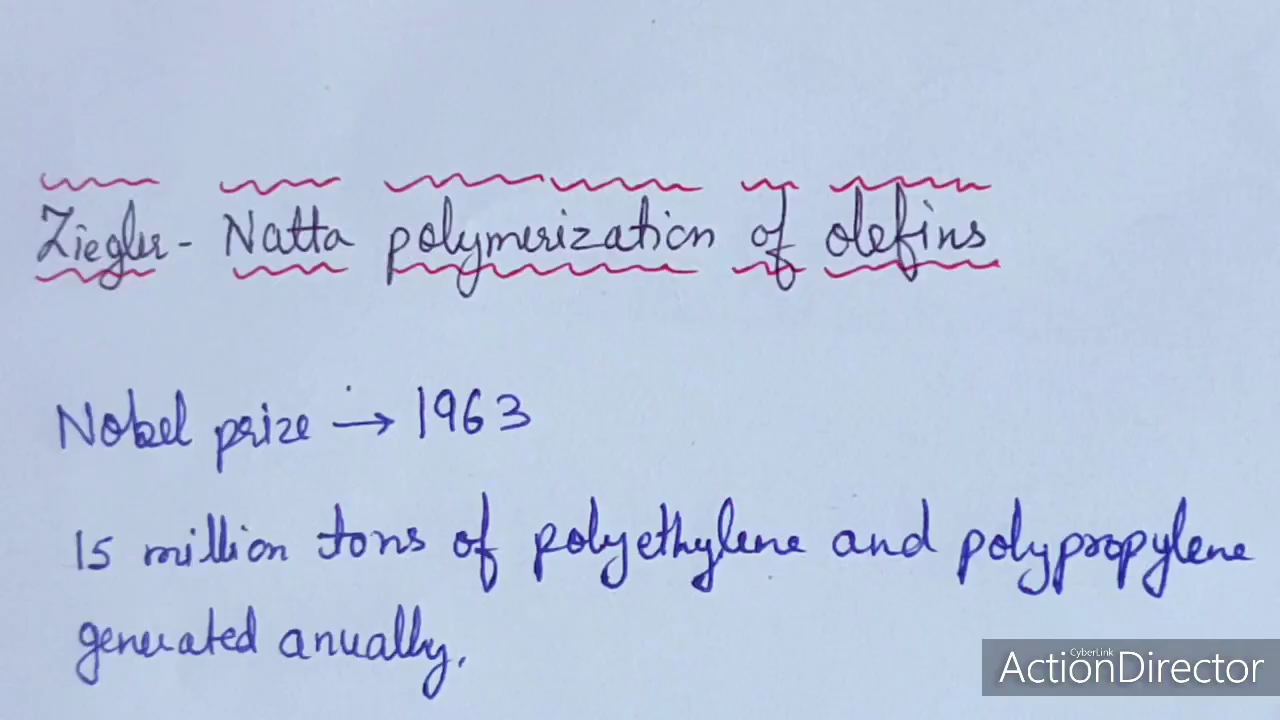 Ziegler- Natta polymerization of olefins
Nobel prize → 1963
15 million tons of polyethylene and polypropylene
generated anually.
CyberLink
ActionDirector